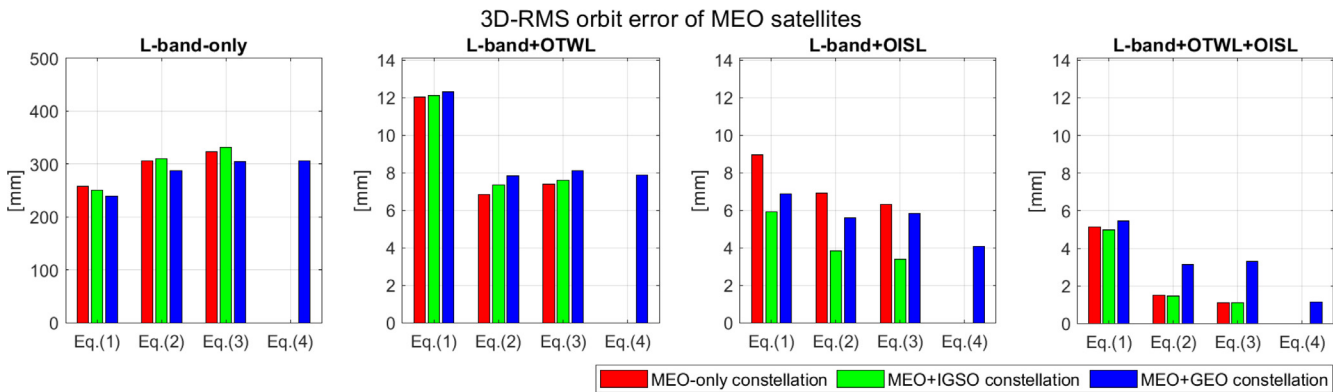 3D-RMS orbit error of MEO satellites
L-band-only
[mm]
500
400
300
200
100
0
Eq.(1) Eq.(2) Eq.(3) Eq.(4)
L-band+OTWL
[mm]
14
12
10
8
6
4
2
0
Eq.(1) Eq.(2) Eq.(3) Eq.(4)
L-band+OISL
[mm]
14
12
10
8
6
4
2
0
Eq.(1) Eq.(2) Eq.(3) Eq.(4)
L-band+OTWL+OISL
[mm]
14
12
10
8
6
4
2
0
Eq.(1) Eq.(2) Eq.(3) Eq.(4)
MEO-only constellation MEO+IGSO constellation MEO+GEO constellation